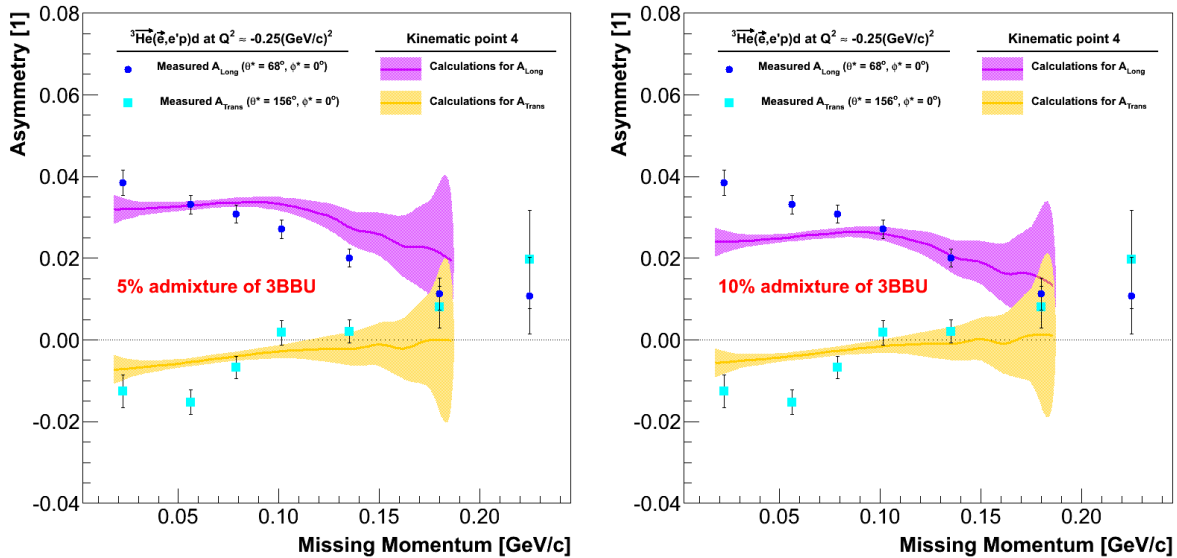 Asymmetry [1]
0.08
0.06
0.04
0.02
0.00
-0.02
-0.04
³He(e,e'p)d at Q² ≈ -0.25(GeV/c)²
Kinematic point 4
Measured A_Long (θ* = 68°, ϕ* = 0°)
Calculations for A_Long
Measured A_Trans (θ* = 156°, ϕ* = 0°)
Calculations for A_Trans
5% admixture of 3BBU
0.05
0.10
0.15
0.20
Missing Momentum [GeV/c]
Asymmetry [1]
0.08
0.06
0.04
0.02
0.00
-0.02
-0.04
³He(e,e'p)d at Q² ≈ -0.25(GeV/c)²
Kinematic point 4
Measured A_Long (θ* = 68°, ϕ* = 0°)
Calculations for A_Long
Measured A_Trans (θ* = 156°, ϕ* = 0°)
Calculations for A_Trans
10% admixture of 3BBU
0.05
0.10
0.15
0.20
Missing Momentum [GeV/c]